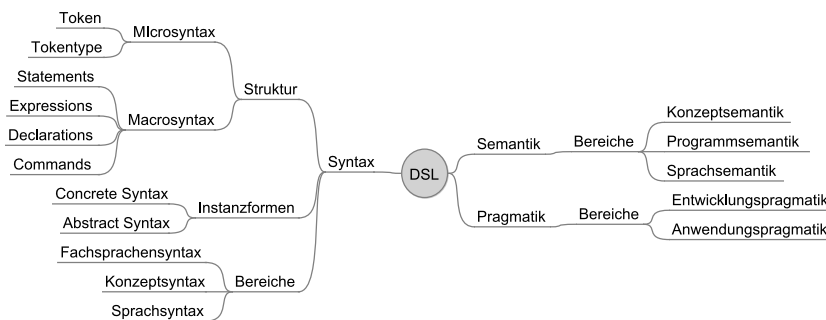 Token
Tokentype
MIcrosyntax
Statements
Expressions
Declarations
Commands
Macrosyntax
Struktur
Concrete Syntax
Abstract Syntax
Instanzformen
Fachsprachensyntax
Konzeptsyntax
Sprachsyntax
Bereiche
Syntax
DSL
Semantik
Bereiche
Konzeptsemantik
Programmsemantik
Sprachsemantik
Pragmatik
Bereiche
Entwicklungspragmatik
Anwendungspragmatik